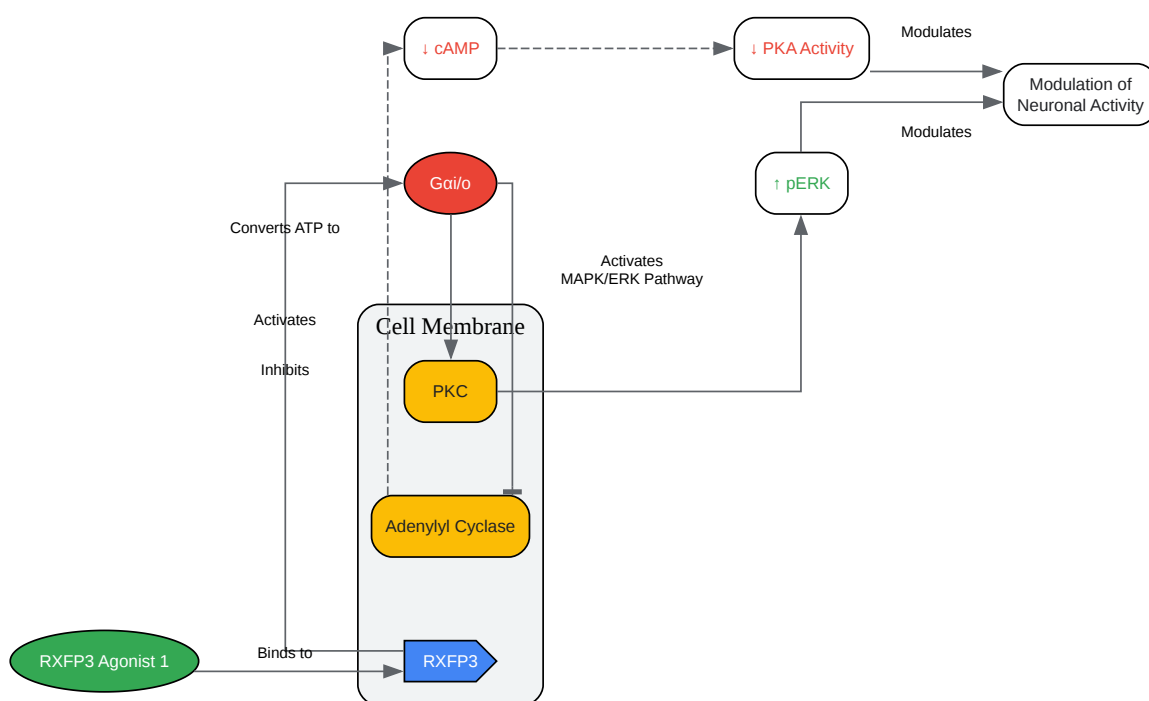 ↓ cAMP
↓ PKA Activity
Modulates
Modulation of
Neuronal Activity
Modulates
Gαi/o
↑ pERK
Converts ATP to
Activates
MAPK/ERK Pathway
Activates
Cell Membrane
Inhibits
PKC
Adenylyl Cyclase
RXFP3 Agonist 1
Binds to
RXFP3